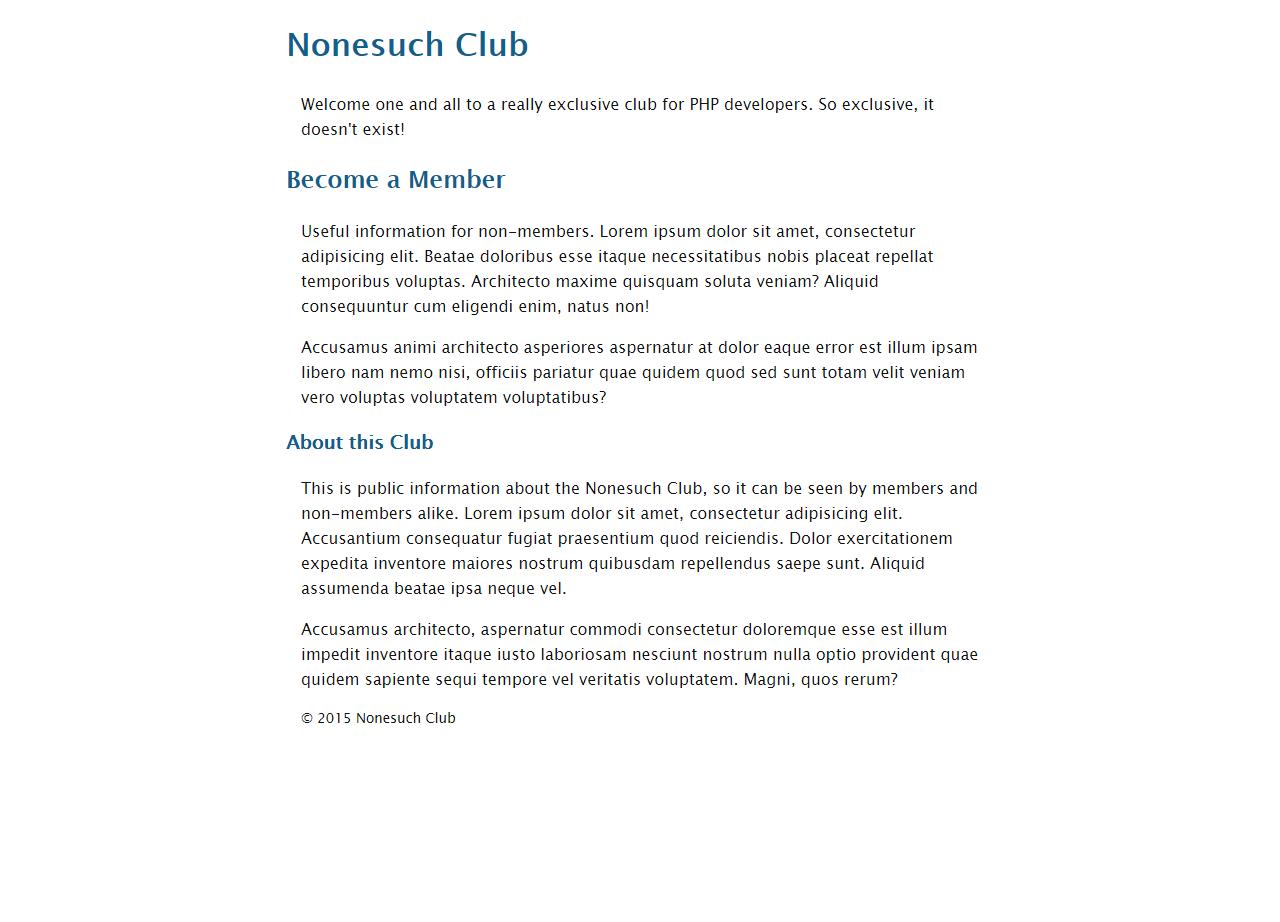 Nonesuch Club
Welcome one and all to a really exclusive club for PHP developers. So exclusive, it
doesn't exist!
Become a Member
Useful information for non-members. Lorem ipsum dolor sit amet, consectetur
adipisicing elit. Beatae doloribus esse itaque necessitatibus nobis placeat repellat
temporibus voluptas. Architecto maxime quisquam soluta veniam? Aliquid
consequuntur cum eligendi enim, natus non!
Accusamus animi architecto asperiores aspernatur at dolor eaque error est illum ipsam
libero nam nemo nisi, officiis pariatur quae quidem quod sed sunt totam velit veniam
vero voluptas voluptatem voluptatibus?
About this Club
This is public information about the Nonesuch Club, so it can be seen by members and
non-members alike. Lorem ipsum dolor sit amet, consectetur adipisicing elit.
Accusantium consequatur fugiat praesentium quod reiciendis. Dolor exercitationem
expedita inventore maiores nostrum quibusdam repellendus saepe sunt. Aliquid
assumenda beatae ipsa neque vel.
Accusamus architecto, aspernatur commodi consectetur doloremque esse est illum
impedit inventore itaque iusto laboriosam nesciunt nostrum nulla optio provident quae
quidem sapiente sequi tempore vel veritatis voluptatem. Magni, quos rerum?
© 2015 Nonesuch Club